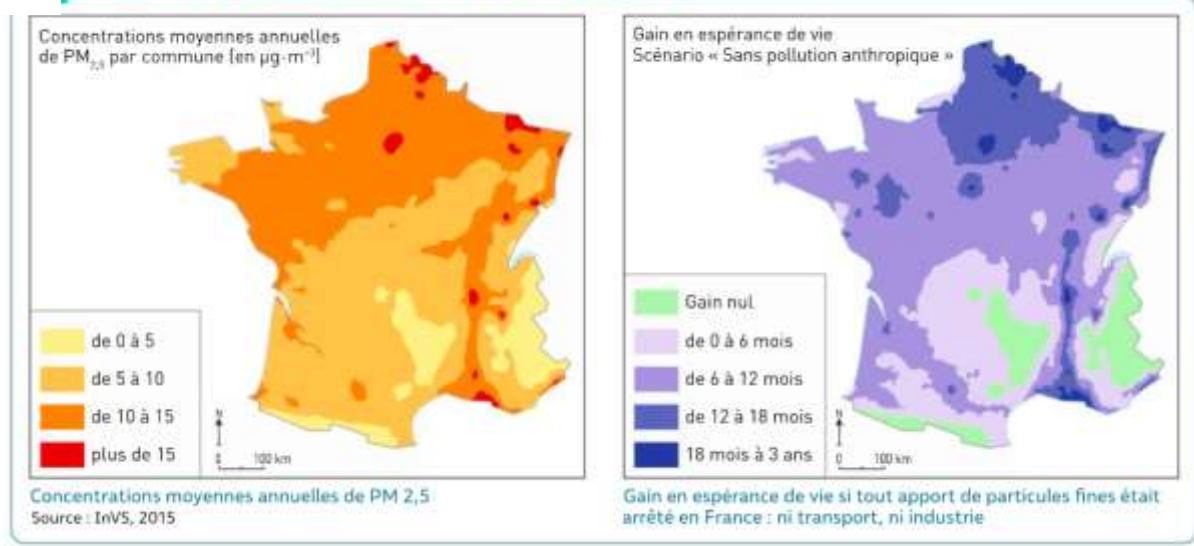 Concentrations moyennes annuelles
de PM2,5 par commune [en µg·m⁻³]
de 0 à 5
de 5 à 10
de 10 à 15
plus de 15
N
0 100 km
Concentrations moyennes annuelles de PM 2,5
Source : InVS, 2015
Gain en espérance de vie
Scénario « Sans pollution anthropique »
Gain nul
de 0 à 6 mois
de 6 à 12 mois
de 12 à 18 mois
18 mois à 3 ans
N
0 100 km
Gain en espérance de vie si tout apport de particules fines était
arrêté en France : ni transport, ni industrie